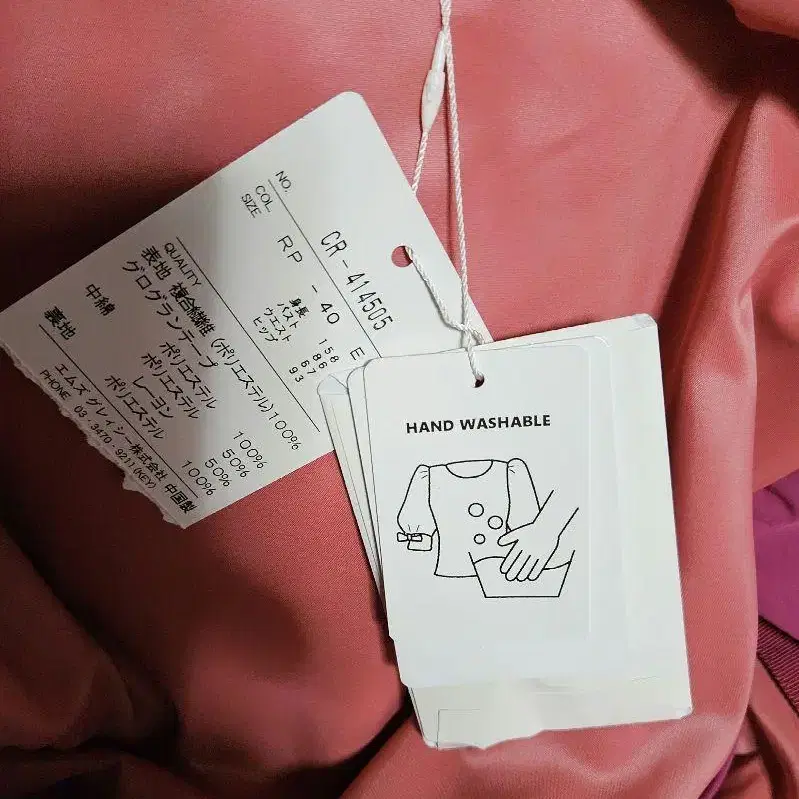 NO. CR-414505
COL. RP
SIZE -40 E
身長 158
バスト 86
ウエスト 67
ヒップ 93
QUALITY
表地 複合繊維 (ポリエステル) 100%
グログランテープ
ポリエステル 100%
中綿 ポリエステル 50%
レーヨン 50%
裏地 ポリエステル 100%
エムズ グレイシー株式会社 中国製
PHONE 03・3470・9211(KEY)
HAND WASHABLE